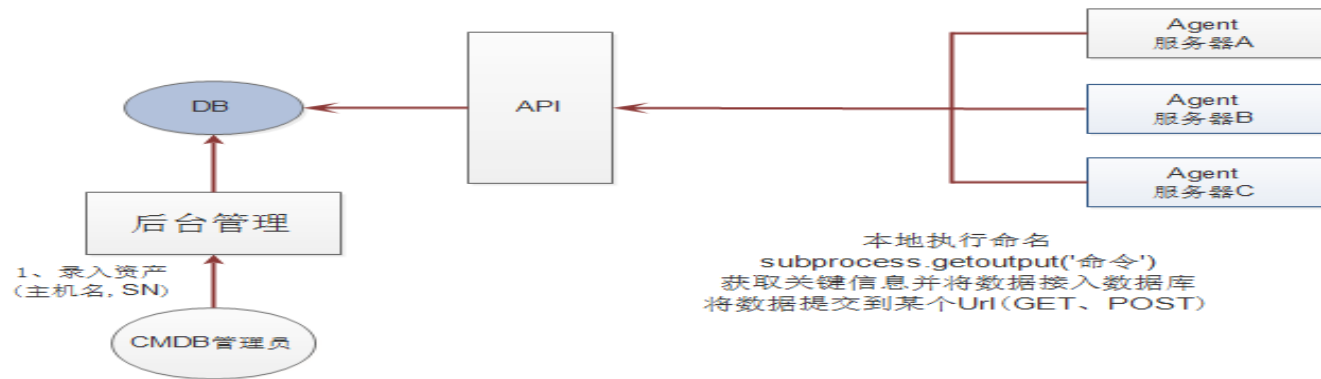 Agent
服务器A
DB
API
Agent
服务器B
Agent
服务器C
后台管理
1、录入资产
(主机名, SN)
CMDB管理员
本地执行命名
subprocess.getoutput('命令')
获取关键信息并将数据接入数据库
将数据提交到某个Url(GET、POST)